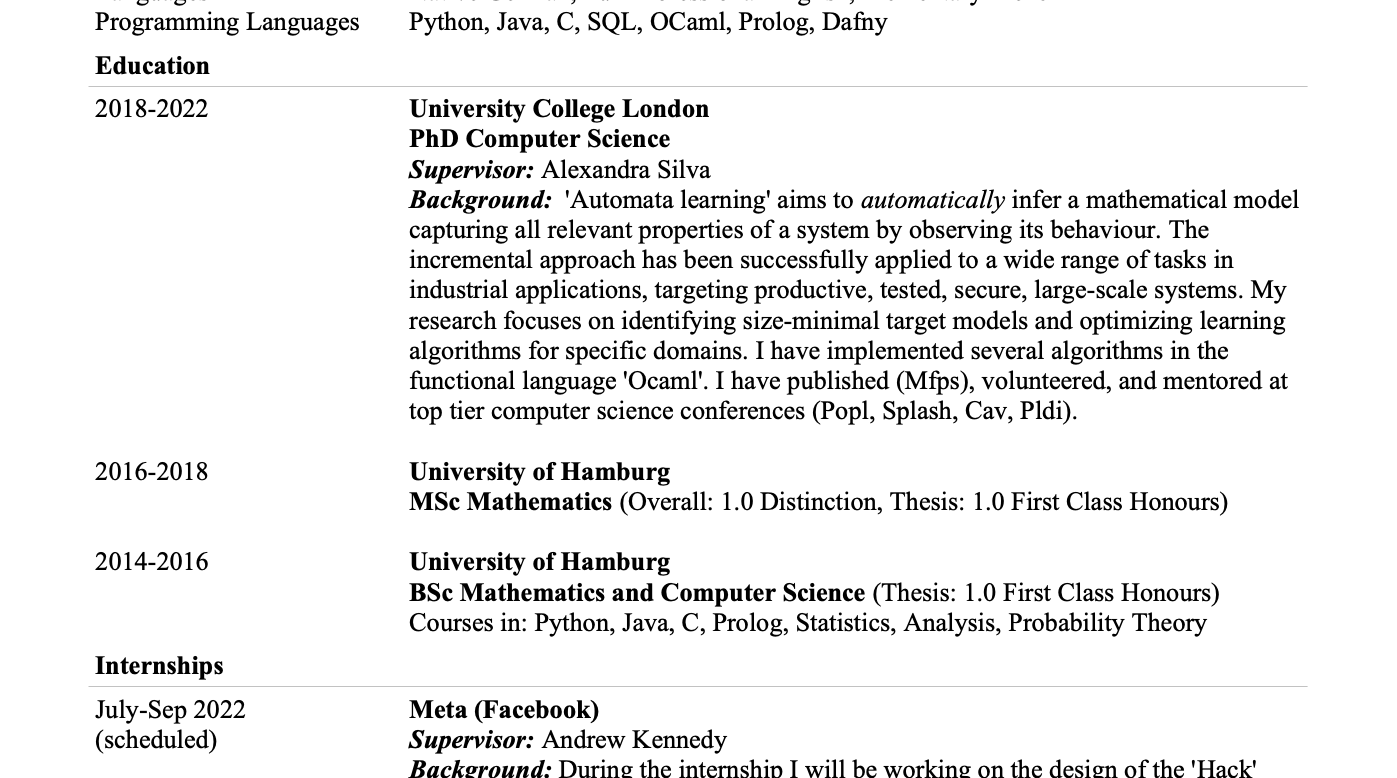 Programming Languages Python, Java, C, SQL, OCaml, Prolog, Dafny
Education
2018-2022 University College London
PhD Computer Science
Supervisor: Alexandra Silva
Background: 'Automata learning' aims to automatically infer a mathematical model
capturing all relevant properties of a system by observing its behaviour. The
incremental approach has been successfully applied to a wide range of tasks in
industrial applications, targeting productive, tested, secure, large-scale systems. My
research focuses on identifying size-minimal target models and optimizing learning
algorithms for specific domains. I have implemented several algorithms in the
functional language 'Ocaml'. I have published (Mfps), volunteered, and mentored at
top tier computer science conferences (Popl, Splash, Cav, Pldi).
2016-2018 University of Hamburg
MSc Mathematics (Overall: 1.0 Distinction, Thesis: 1.0 First Class Honours)
2014-2016 University of Hamburg
BSc Mathematics and Computer Science (Thesis: 1.0 First Class Honours)
Courses in: Python, Java, C, Prolog, Statistics, Analysis, Probability Theory
Internships
July-Sep 2022 Meta (Facebook)
(scheduled) Supervisor: Andrew Kennedy
Background: During the internship I will be working on the design of the 'Hack'